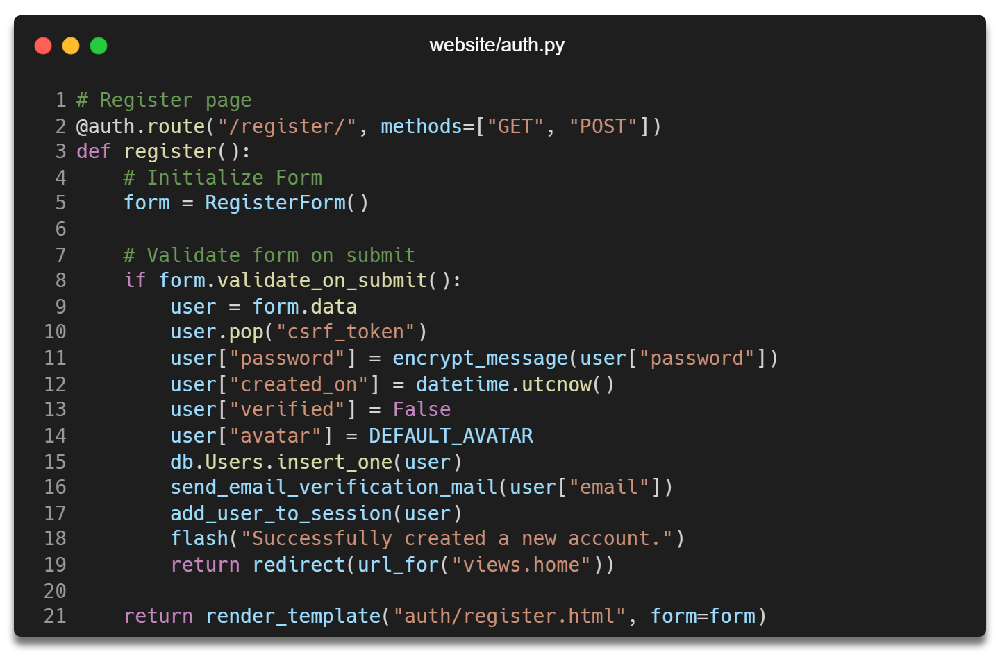 website/auth.py
1 # Register page
2 @auth.route("/register/", methods=["GET", "POST"])
3 def register():
4     # Initialize Form
5     form = RegisterForm()
6
7     # Validate form on submit
8     if form.validate_on_submit():
9         user = form.data
10         user.pop("csrf_token")
11         user["password"] = encrypt_message(user["password"])
12         user["created_on"] = datetime.utcnow()
13         user["verified"] = False
14         user["avatar"] = DEFAULT_AVATAR
15         db.Users.insert_one(user)
16         send_email_verification_mail(user["email"])
17         add_user_to_session(user)
18         flash("Successfully created a new account.")
19         return redirect(url_for("views.home"))
20
21     return render_template("auth/register.html", form=form)